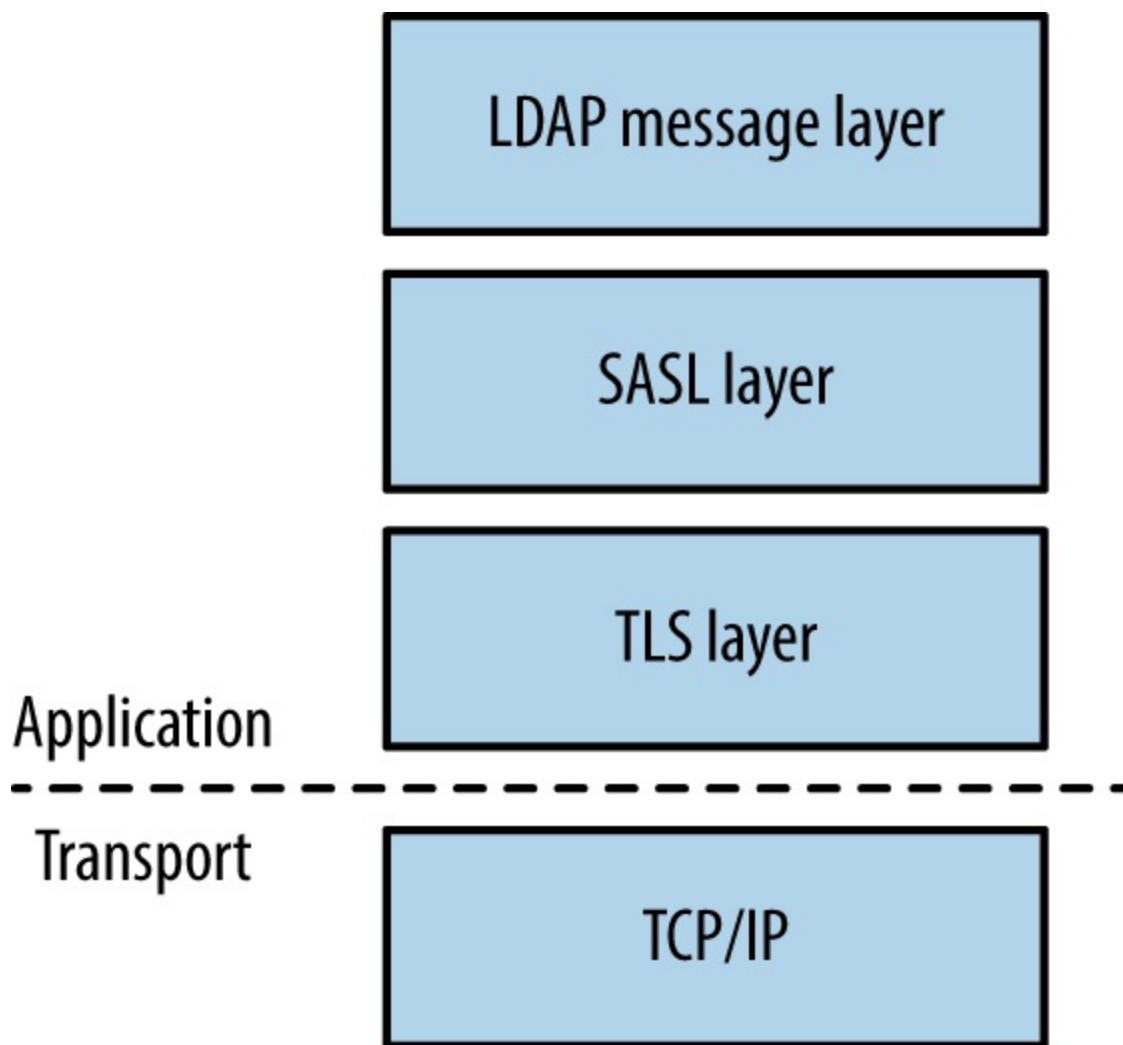 LDAP message layer
SASL layer
TLS layer
Application
Transport
TCP/IP